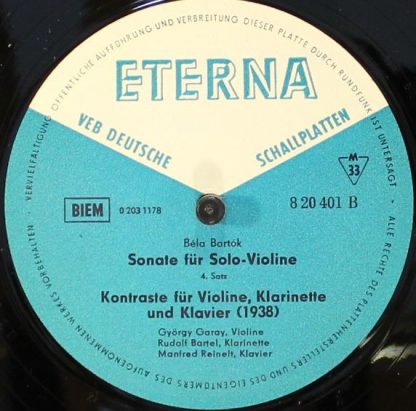 ETERNA
VEB DEUTSCHE SCHALLPLATTEN
M
33
BIEM
0 203 1178
8 20 401 B
Béla Bartók
Sonate für Solo-Violine
4. Satz
Kontraste für Violine, Klarinette
und Klavier (1938)
György Garay, Violine
Rudolf Bartel, Klarinette
Manfred Reinelt, Klavier
ALLE RECHTE DES PLATTENHERSTELLERS UND DES EIGENTÜMERS DES AUFGENOMMENEN WERKES VORBEHALTEN · VERVIELFÄLTIGUNG, ÖFFENTLICHE AUFFÜHRUNG UND VERBREITUNG DIESER PLATTE DURCH RUNDFUNK IST UNTERSAGT ·